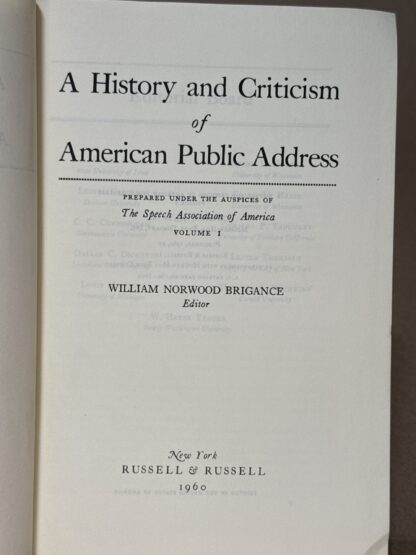 A History and Criticism
of
American Public Address
PREPARED UNDER THE AUSPICES OF
The Speech Association of America
VOLUME I
WILLIAM NORWOOD BRIGANCE
Editor
New York
RUSSELL & RUSSELL
1960